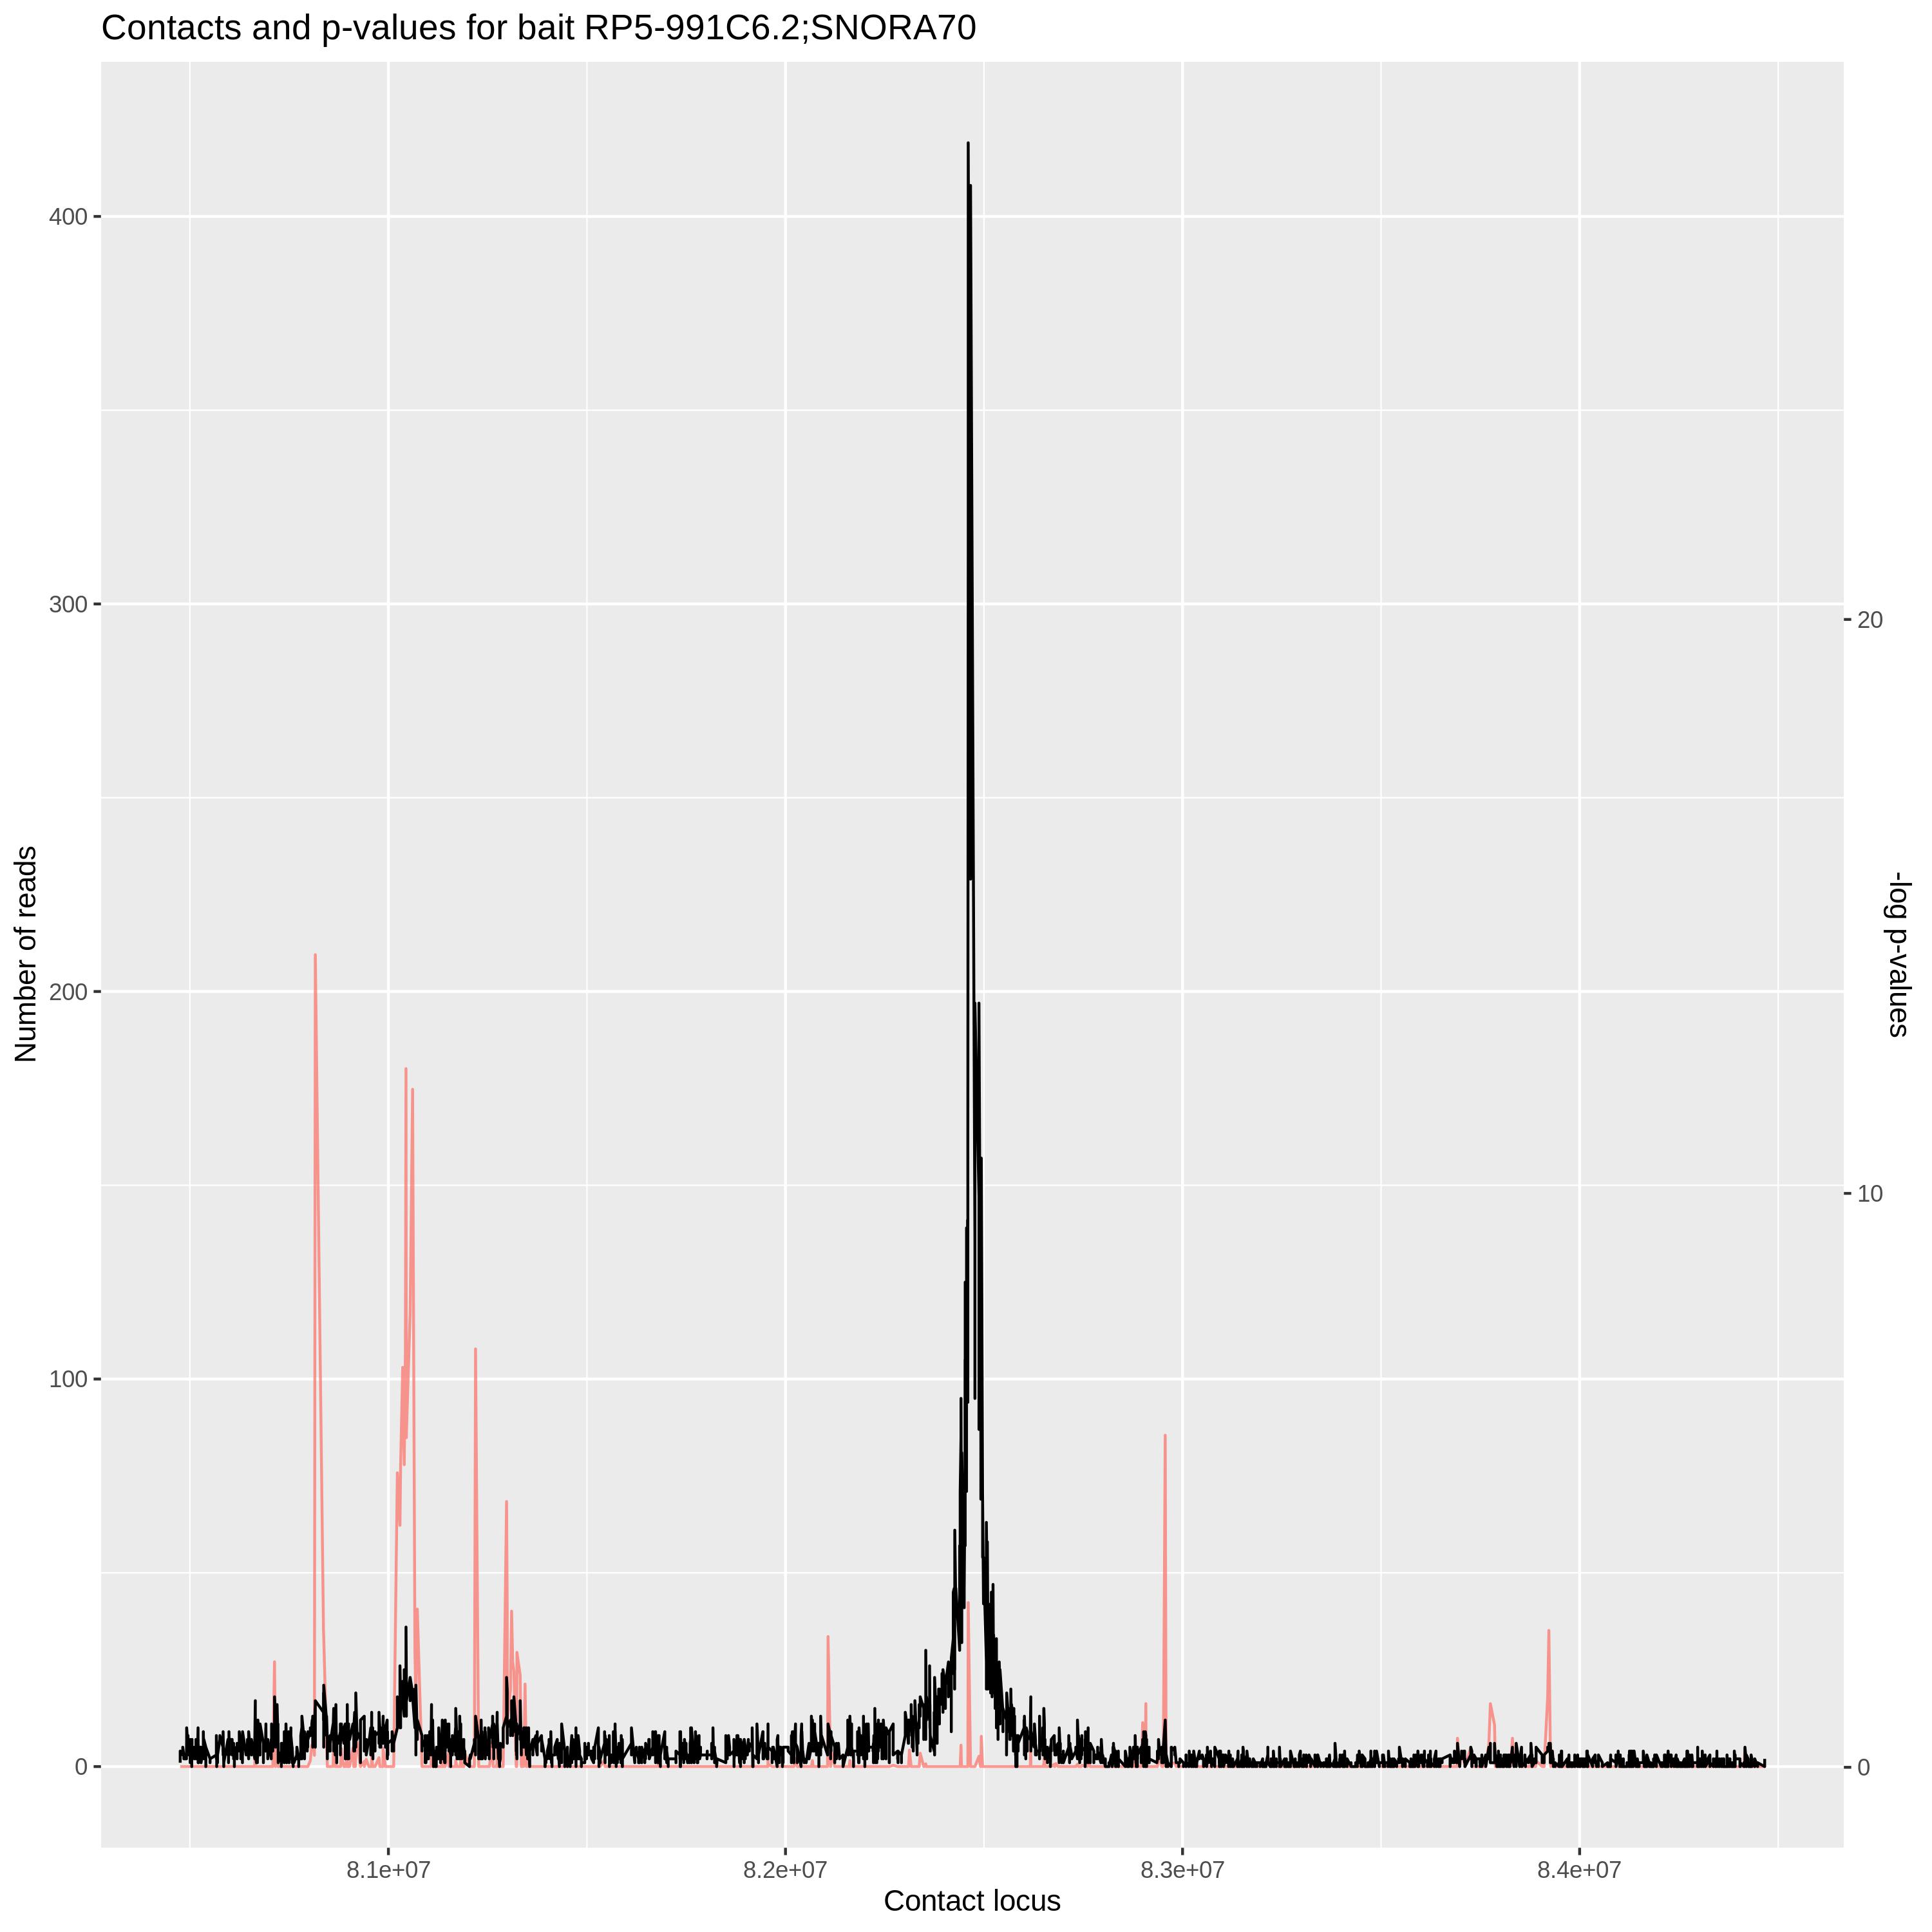 Contacts and p-values for bait RP5-991C6.2;SNORA70
400
300
200
100
0
Number of reads
20
10
0
-log p-values
8.1e+07
8.2e+07
8.3e+07
8.4e+07
Contact locus